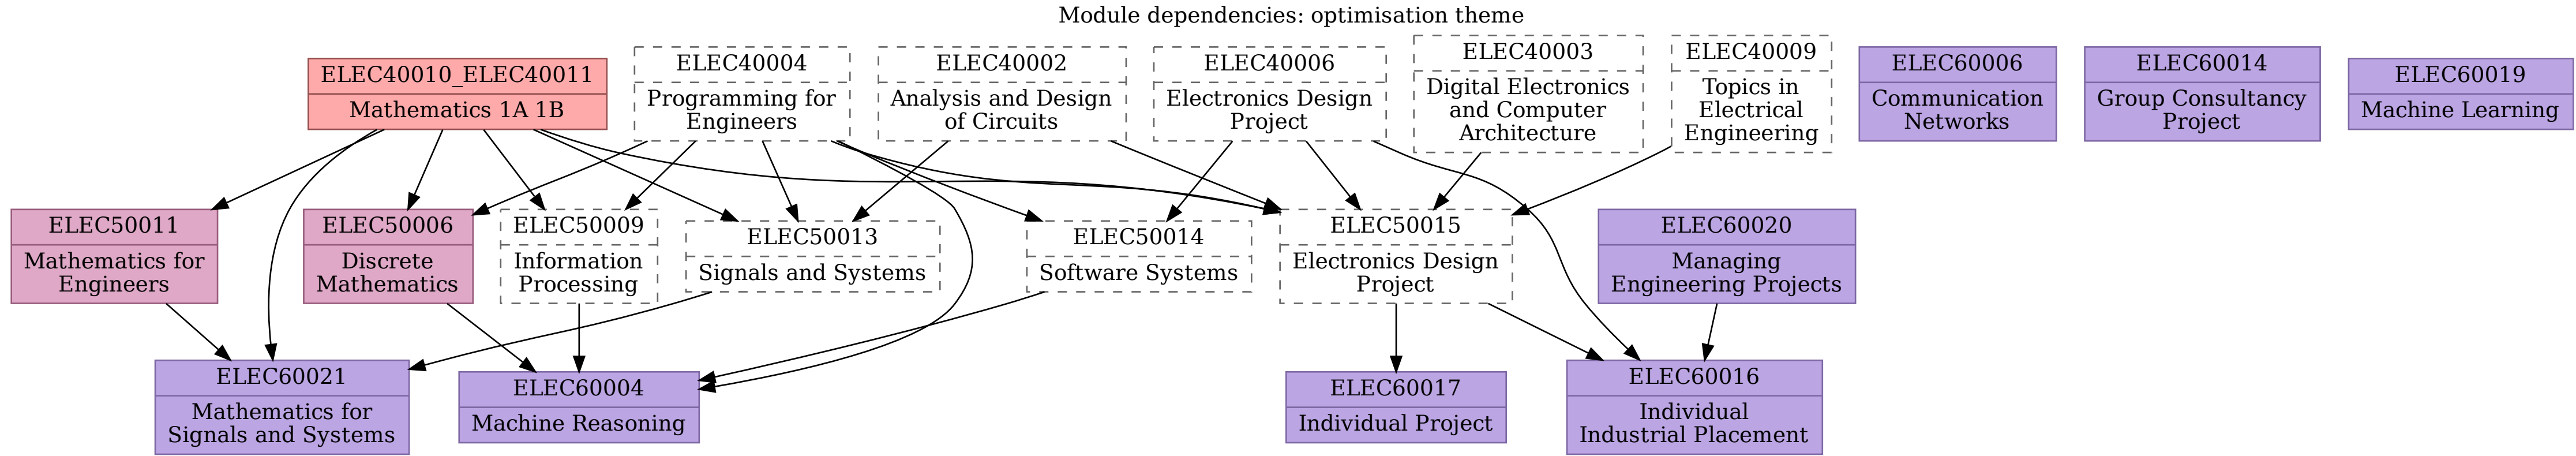 Module dependencies: optimisation theme
ELEC40010_ELEC40011
Mathematics 1A 1B
ELEC40004
Programming for
Engineers
ELEC40002
Analysis and Design
of Circuits
ELEC40006
Electronics Design
Project
ELEC40003
Digital Electronics
and Computer
Architecture
ELEC40009
Topics in
Electrical
Engineering
ELEC60006
Communication
Networks
ELEC60014
Group Consultancy
Project
ELEC60019
Machine Learning
ELEC50011
Mathematics for
Engineers
ELEC50006
Discrete
Mathematics
ELEC50009
Information
Processing
ELEC50013
Signals and Systems
ELEC50014
Software Systems
ELEC50015
Electronics Design
Project
ELEC60020
Managing
Engineering Projects
ELEC60021
Mathematics for
Signals and Systems
ELEC60004
Machine Reasoning
ELEC60017
Individual Project
ELEC60016
Individual
Industrial Placement